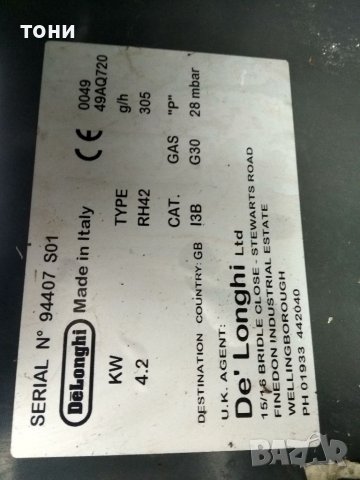 тони
SERIAL N° 94407 S01
DeLonghi Made in Italy CE 0049
49AQ720
KW TYPE g/h
4.2 RH42 305
CAT. GAS "P"
DESTINATION COUNTRY: GB I3B G30 28 mbar
U.K. AGENT:
De' Longhi Ltd
15/16 BRIDLE CLOSE - STEWARTS ROAD
FINEDON INDUSTRIAL ESTATE
WELLINGBOROUGH
PH 01933 442040
BAZAR